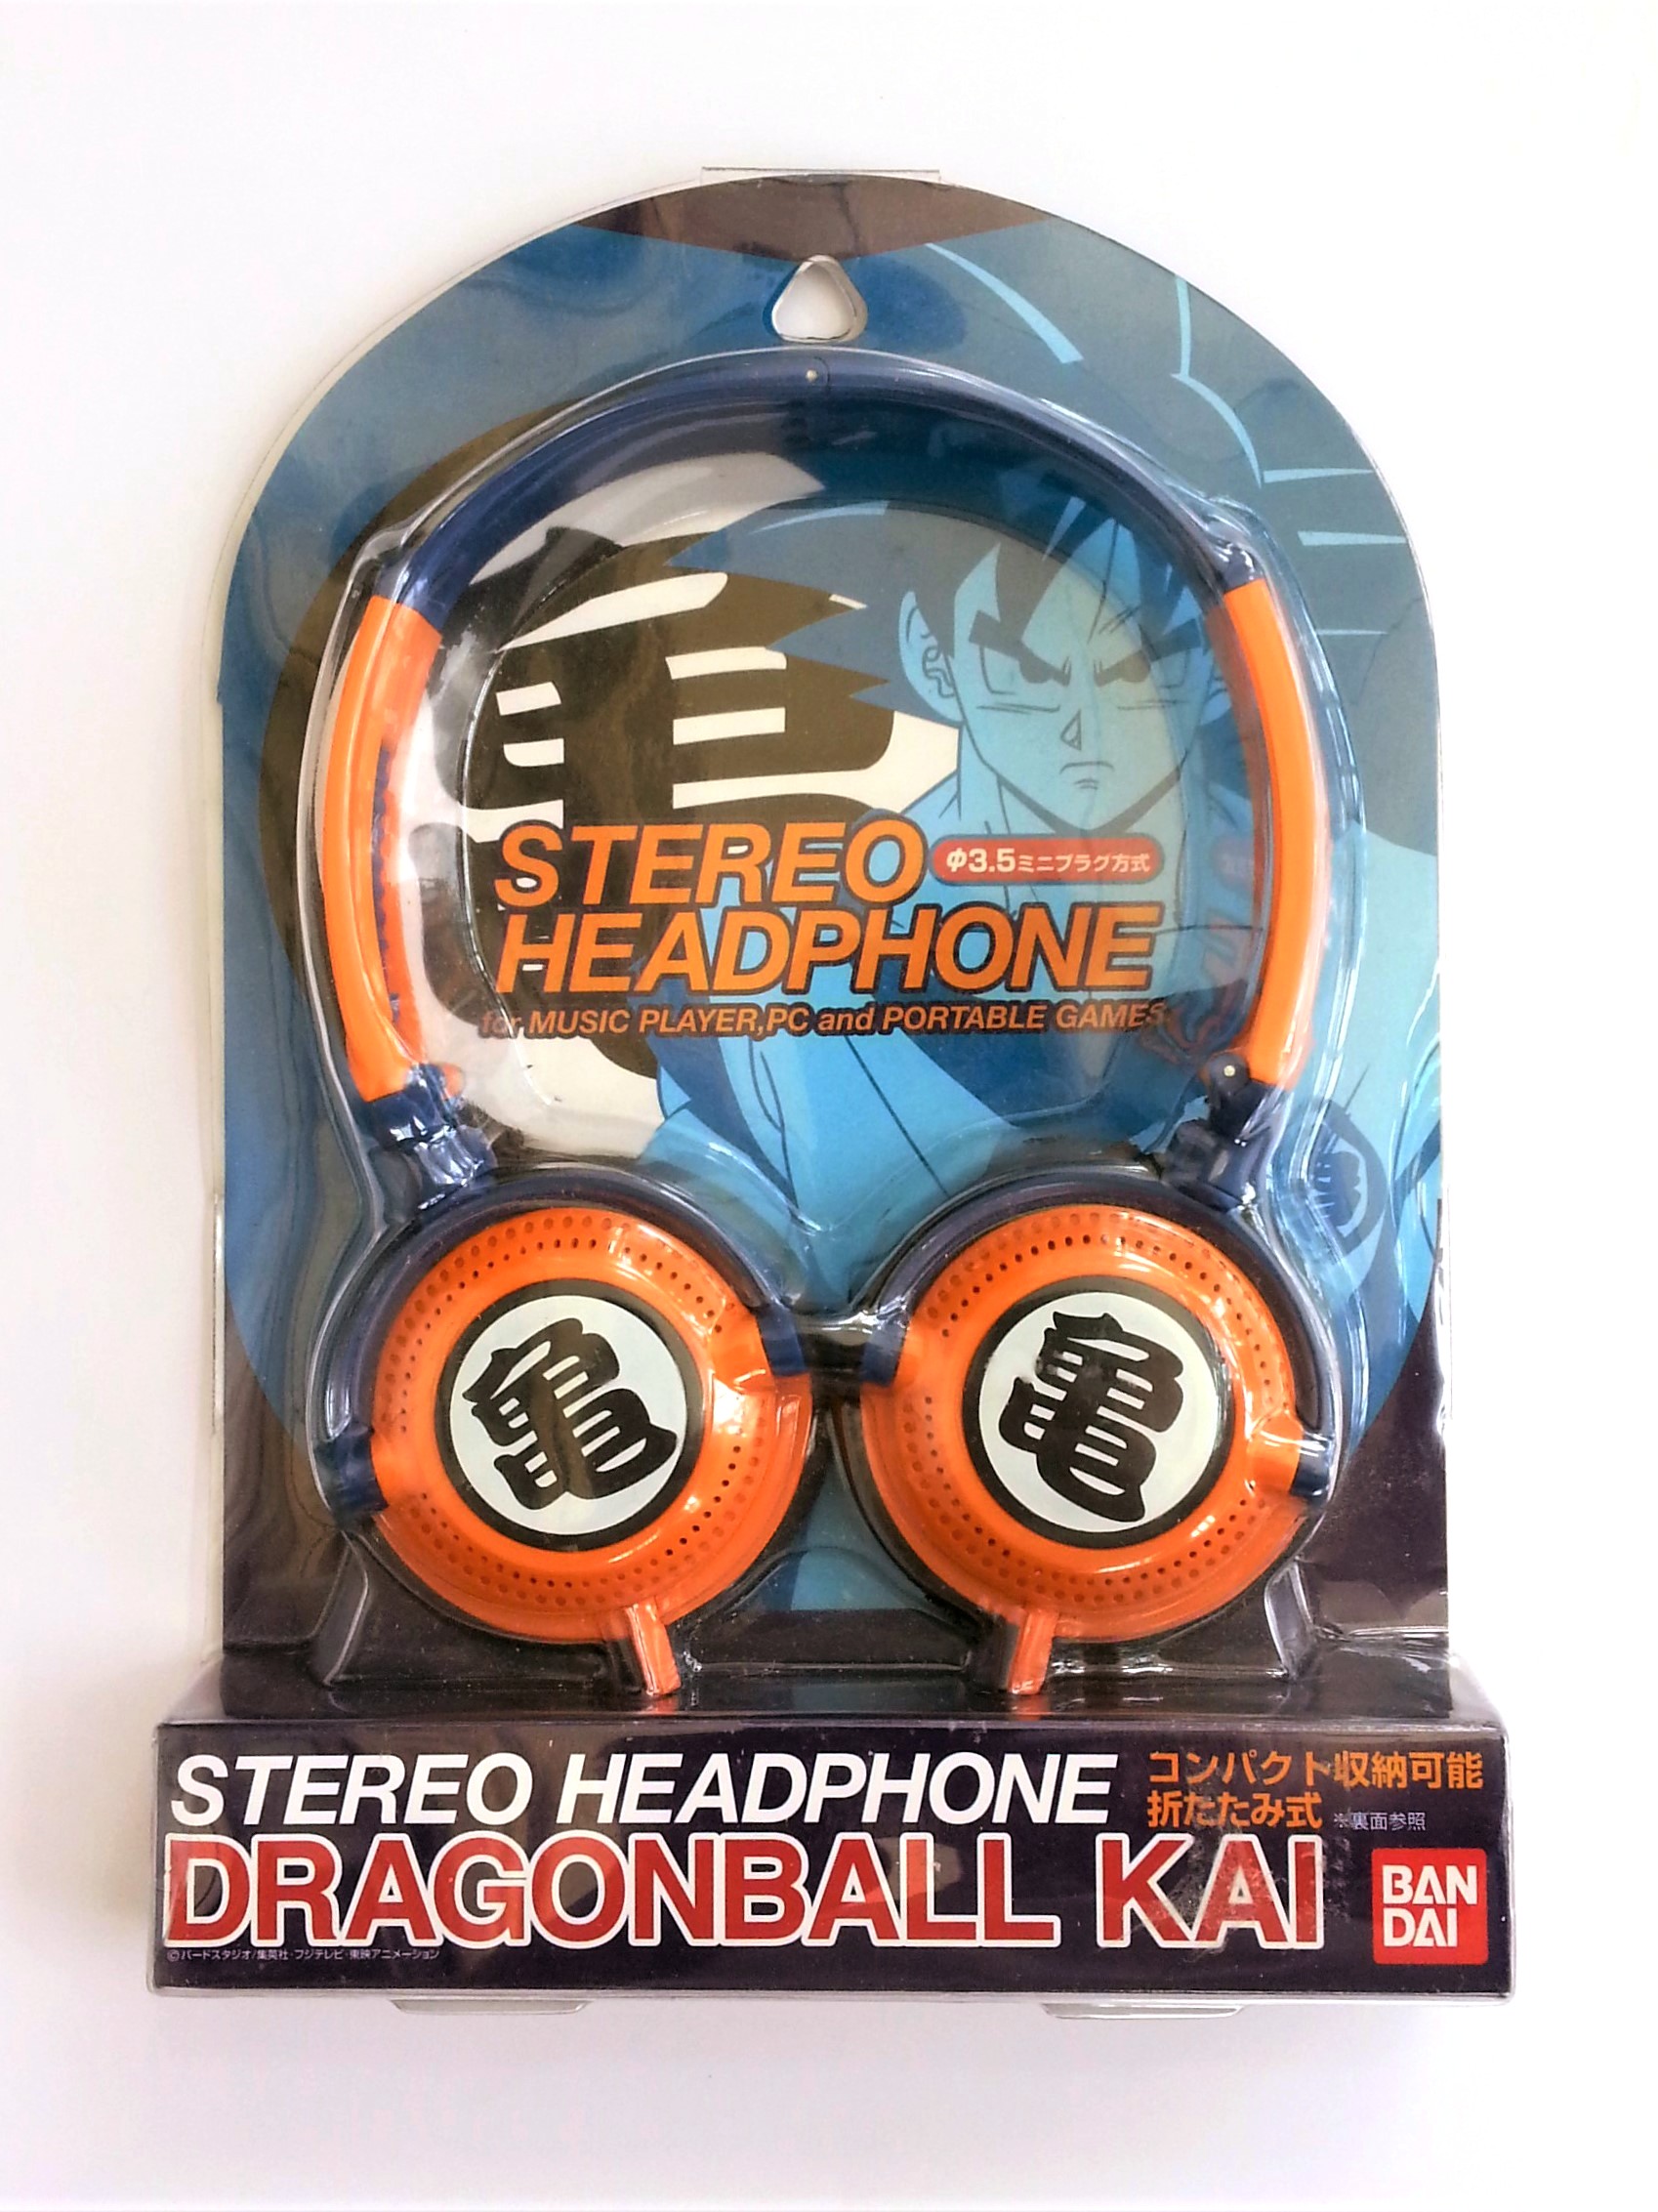 亀
STEREO
φ3.5ミニプラグ方式
HEADPHONE
for MUSIC PLAYER,PC and PORTABLE GAMES
亀
亀
STEREO HEADPHONE
コンパクト収納可能
折たたみ式 ※裏面参照
DRAGONBALL KAI
BAN
DAI
©バードスタジオ/集英社・フジテレビ・東映アニメーション